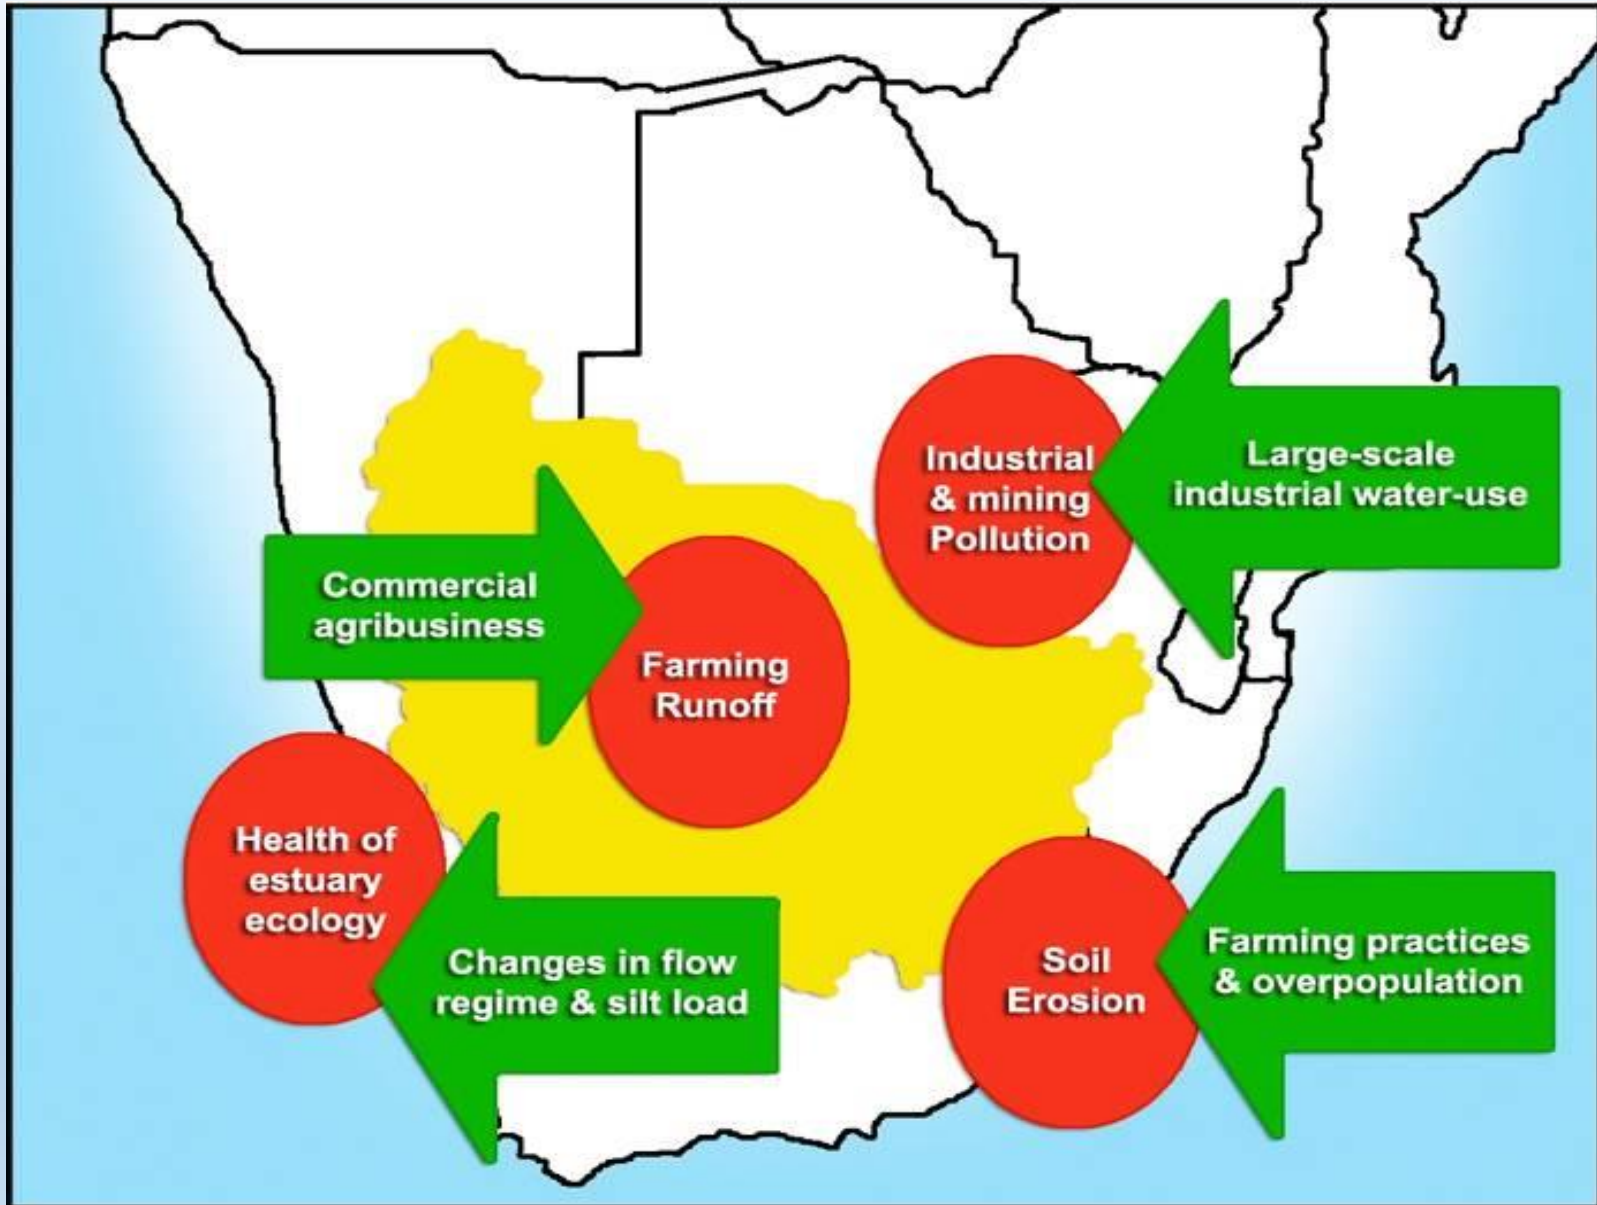 Industrial
& mining
Pollution
Large-scale
industrial water-use
Commercial
agribusiness
Farming
Runoff
Health of
estuary
ecology
Changes in flow
regime & silt load
Soil
Erosion
Farming practices
& overpopulation